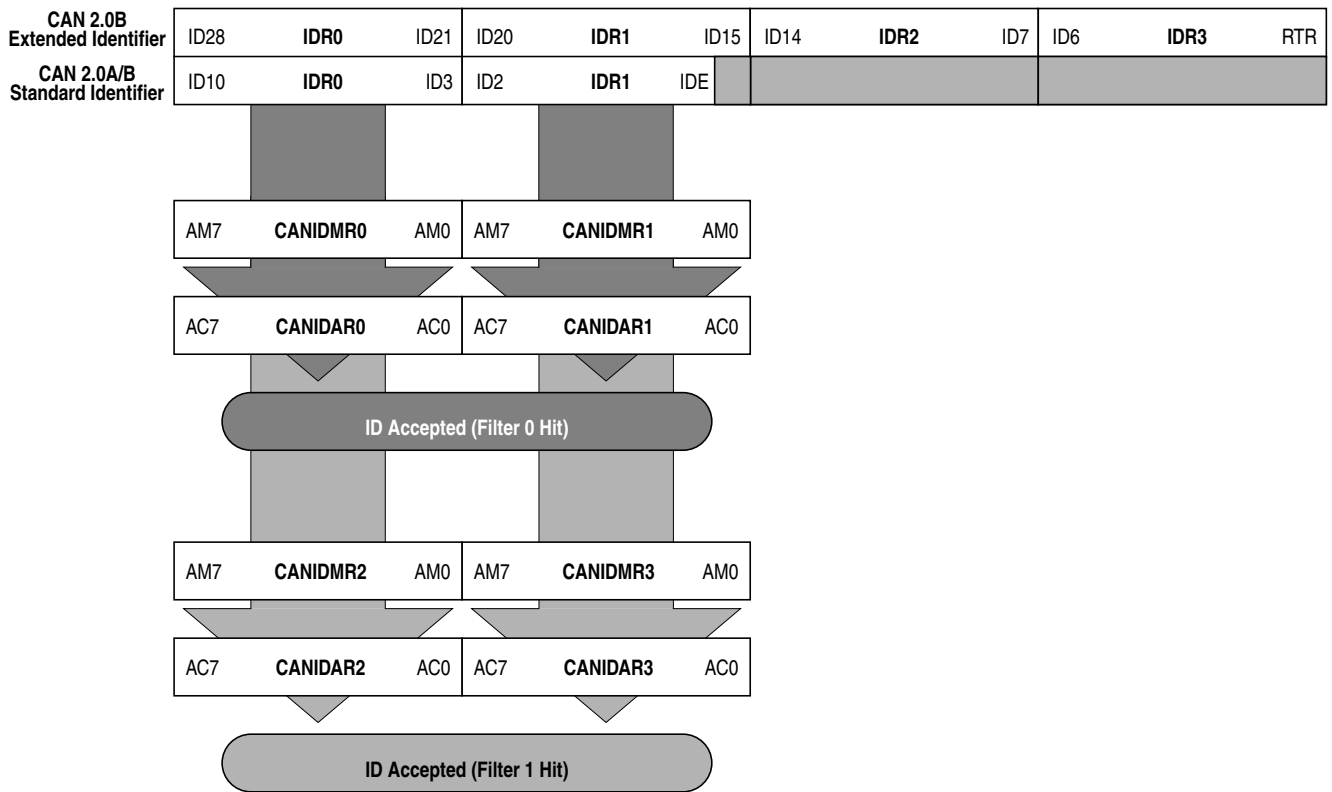 CAN 2.0B
Extended Identifier
ID28 IDR0 ID21 ID20 IDR1 ID15 ID14 IDR2 ID7 ID6 IDR3 RTR
CAN 2.0A/B
Standard Identifier
ID10 IDR0 ID3 ID2 IDR1 IDE
AM7 CANIDMR0 AM0 AM7 CANIDMR1 AM0
AC7 CANIDAR0 AC0 AC7 CANIDAR1 AC0
ID Accepted (Filter 0 Hit)
AM7 CANIDMR2 AM0 AM7 CANIDMR3 AM0
AC7 CANIDAR2 AC0 AC7 CANIDAR3 AC0
ID Accepted (Filter 1 Hit)